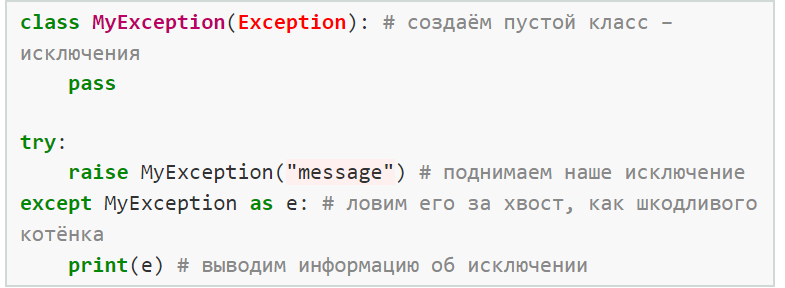 class MyException(Exception): # создаём пустой класс –
исключения
    pass

try:
    raise MyException("message") # поднимаем наше исключение
except MyException as e: # ловим его за хвост, как шкодливого
котёнка
    print(e) # выводим информацию об исключении